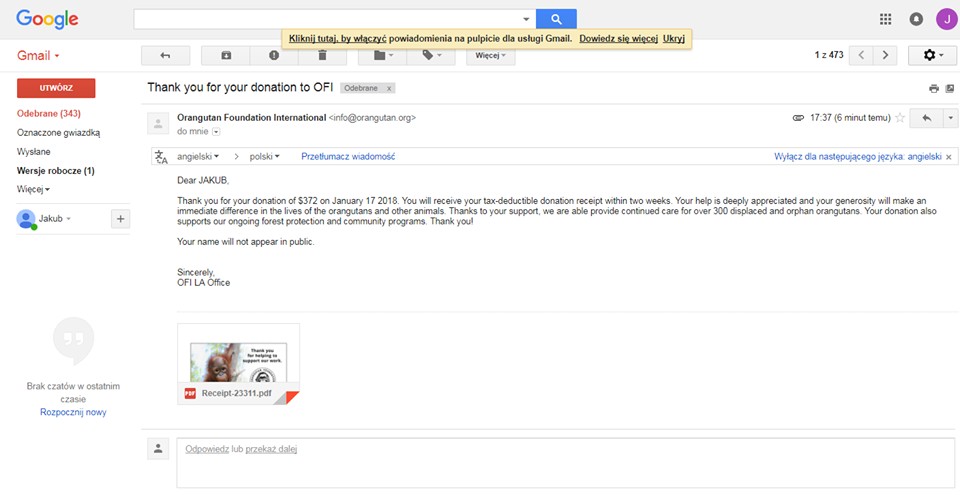 Google
Kliknij tutaj, by włączyć powiadomienia na pulpicie dla usługi Gmail. Dowiedz się więcej Ukryj
J
Gmail
Więcej
1 z 473
UTWÓRZ
Odebrane (343)
Oznaczone gwiazdką
Wysłane
Wersje robocze (1)
Więcej
Jakub
+
Brak czatów w ostatnim
czasie
Rozpocznij nowy
Thank you for your donation to OFI Odebrane x
Orangutan Foundation International <info@orangutan.org>
17:37 (6 minut temu)
do mnie
angielski > polski Przetłumacz wiadomość
Wyłącz dla następującego języka: angielski x
Dear JAKUB,
Thank you for your donation of $372 on January 17 2018. You will receive your tax-deductible donation receipt within two weeks. Your help is deeply appreciated and your generosity will make an
immediate difference in the lives of the orangutans and other animals. Thanks to your support, we are able provide continued care for over 300 displaced and orphan orangutans. Your donation also
supports our ongoing forest protection and community programs. Thank you!
Your name will not appear in public.
Sincerely,
OFI LA Office
Thank you
for helping to
support our work.
PDF Receipt-23311.pdf
Odpowiedz lub przekaż dalej